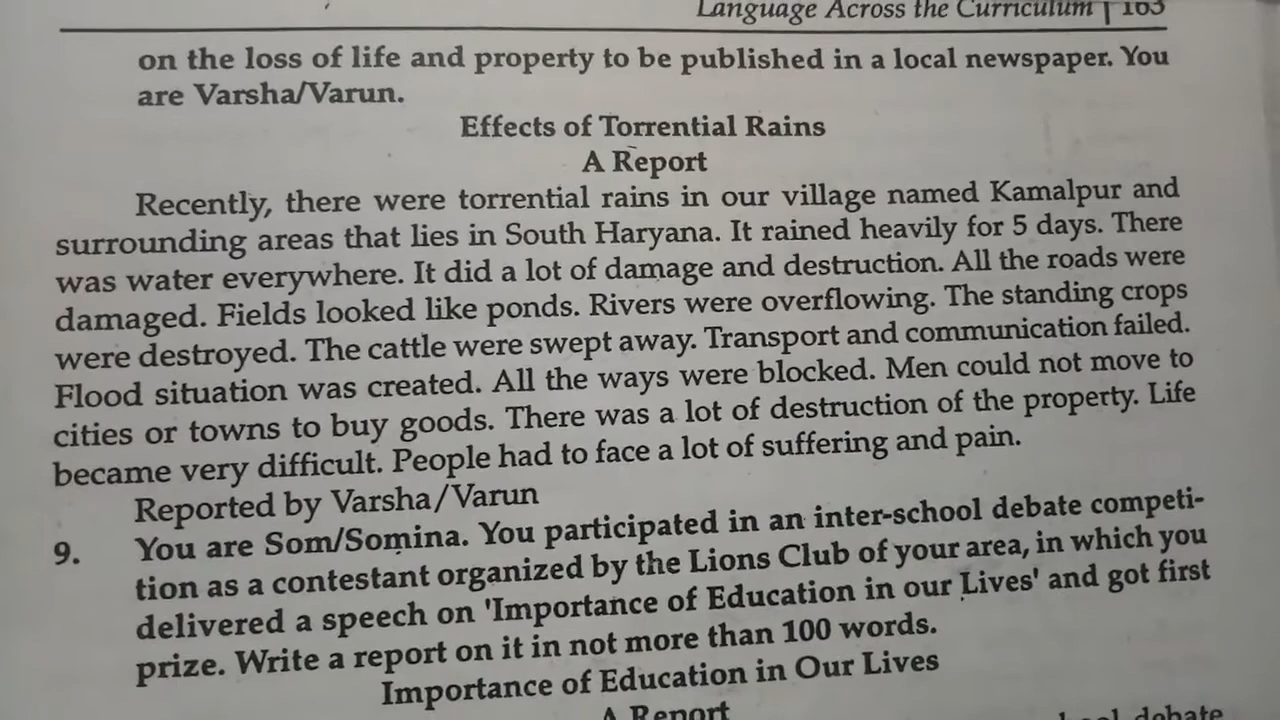 Language Across the Curriculum | 163
on the loss of life and property to be published in a local newspaper. You
are Varsha/Varun.
Effects of Torrential Rains
A Report
Recently, there were torrential rains in our village named Kamalpur and
surrounding areas that lies in South Haryana. It rained heavily for 5 days. There
was water everywhere. It did a lot of damage and destruction. All the roads were
damaged. Fields looked like ponds. Rivers were overflowing. The standing crops
were destroyed. The cattle were swept away. Transport and communication failed.
Flood situation was created. All the ways were blocked. Men could not move to
cities or towns to buy goods. There was a lot of destruction of the property. Life
became very difficult. People had to face a lot of suffering and pain.
Reported by Varsha/Varun
9. You are Som/Somina. You participated in an inter-school debate competi-
tion as a contestant organized by the Lions Club of your area, in which you
delivered a speech on 'Importance of Education in our Lives' and got first
prize. Write a report on it in not more than 100 words.
Importance of Education in Our Lives
A Report
debate